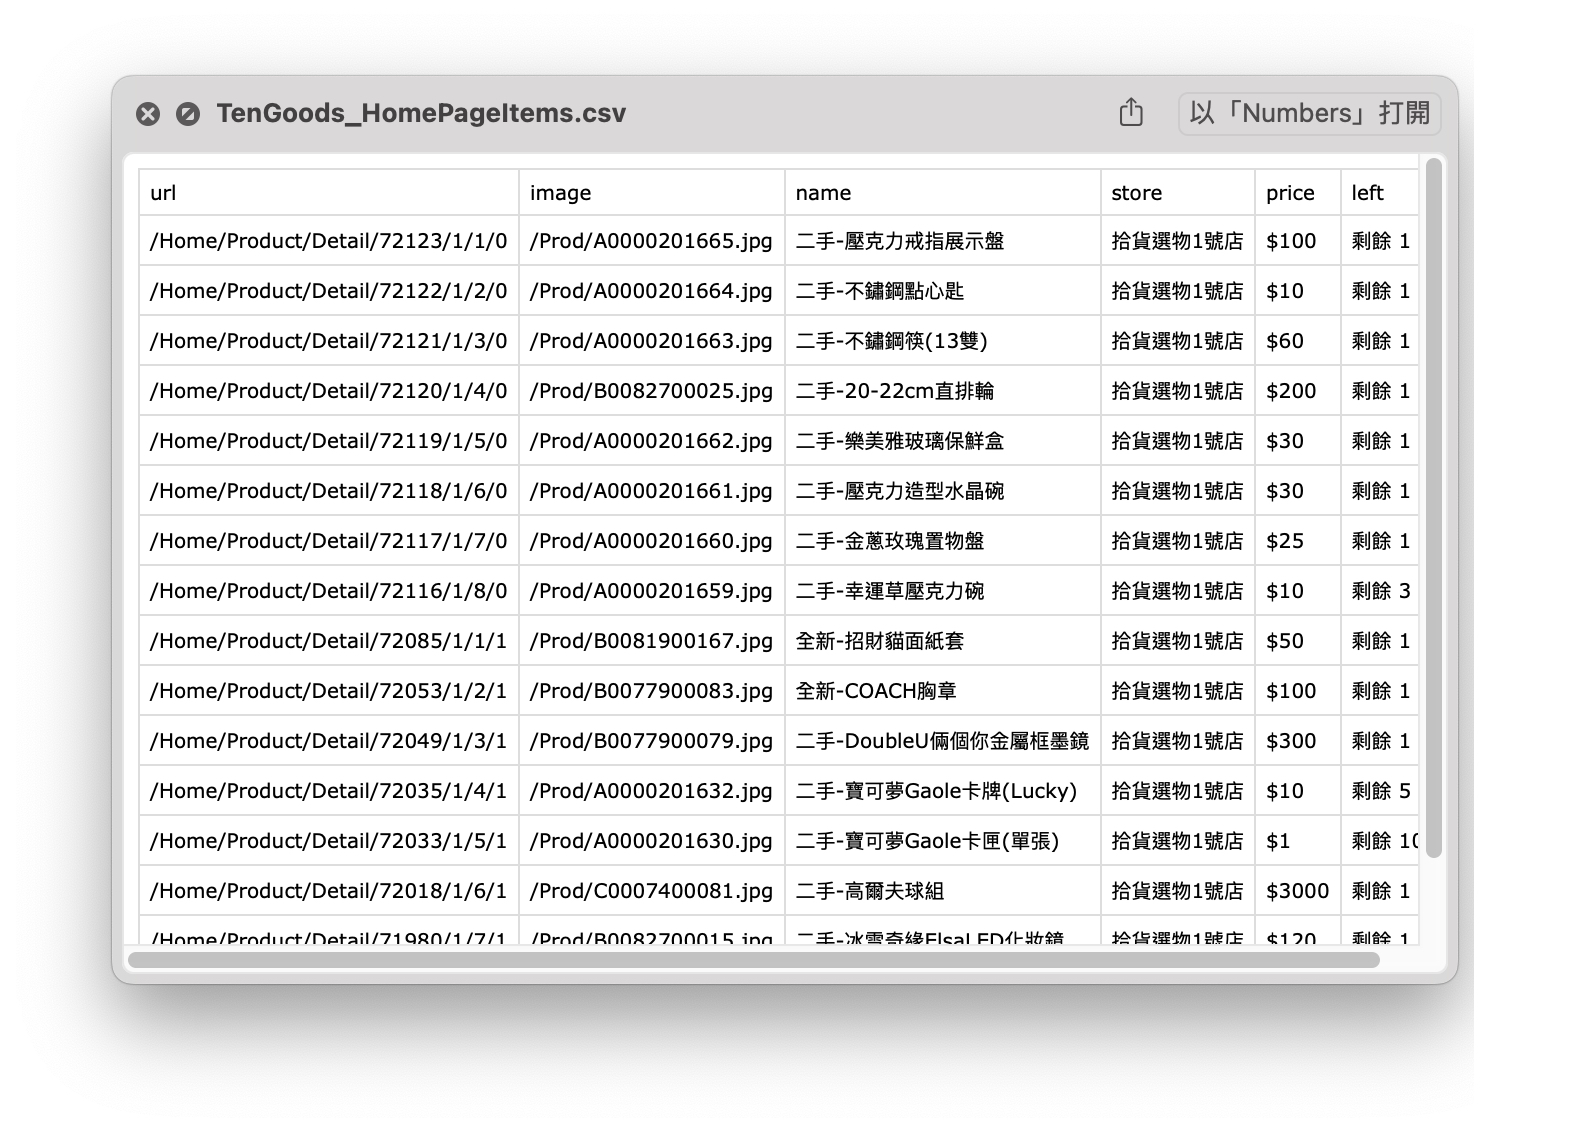 TenGoods_HomePageItems.csv 以「Numbers」打開
url image name store price left
/Home/Product/Detail/72123/1/1/0 /Prod/A0000201665.jpg 二手-壓克力戒指展示盤 拾貨選物1號店 $100 剩餘 1
/Home/Product/Detail/72122/1/2/0 /Prod/A0000201664.jpg 二手-不鏽鋼點心匙 拾貨選物1號店 $10 剩餘 1
/Home/Product/Detail/72121/1/3/0 /Prod/A0000201663.jpg 二手-不鏽鋼筷(13雙) 拾貨選物1號店 $60 剩餘 1
/Home/Product/Detail/72120/1/4/0 /Prod/B0082700025.jpg 二手-20-22cm直排輪 拾貨選物1號店 $200 剩餘 1
/Home/Product/Detail/72119/1/5/0 /Prod/A0000201662.jpg 二手-樂美雅玻璃保鮮盒 拾貨選物1號店 $30 剩餘 1
/Home/Product/Detail/72118/1/6/0 /Prod/A0000201661.jpg 二手-壓克力造型水晶碗 拾貨選物1號店 $30 剩餘 1
/Home/Product/Detail/72117/1/7/0 /Prod/A0000201660.jpg 二手-金蔥玫瑰置物盤 拾貨選物1號店 $25 剩餘 1
/Home/Product/Detail/72116/1/8/0 /Prod/A0000201659.jpg 二手-幸運草壓克力碗 拾貨選物1號店 $10 剩餘 3
/Home/Product/Detail/72085/1/1/1 /Prod/B0081900167.jpg 全新-招財貓面紙套 拾貨選物1號店 $50 剩餘 1
/Home/Product/Detail/72053/1/2/1 /Prod/B0077900083.jpg 全新-COACH胸章 拾貨選物1號店 $100 剩餘 1
/Home/Product/Detail/72049/1/3/1 /Prod/B0077900079.jpg 二手-DoubleU倆個你金屬框墨鏡 拾貨選物1號店 $300 剩餘 1
/Home/Product/Detail/72035/1/4/1 /Prod/A0000201632.jpg 二手-寶可夢Gaole卡牌(Lucky) 拾貨選物1號店 $10 剩餘 5
/Home/Product/Detail/72033/1/5/1 /Prod/A0000201630.jpg 二手-寶可夢Gaole卡匣(單張) 拾貨選物1號店 $1 剩餘 10
/Home/Product/Detail/72018/1/6/1 /Prod/C0007400081.jpg 二手-高爾夫球組 拾貨選物1號店 $3000 剩餘 1
/Home/Product/Detail/71980/1/7/1 /Prod/B0082700015.jpg 二手-冰雪奇緣ElsaLED化妝鏡 拾貨選物1號店 $120 剩餘 1